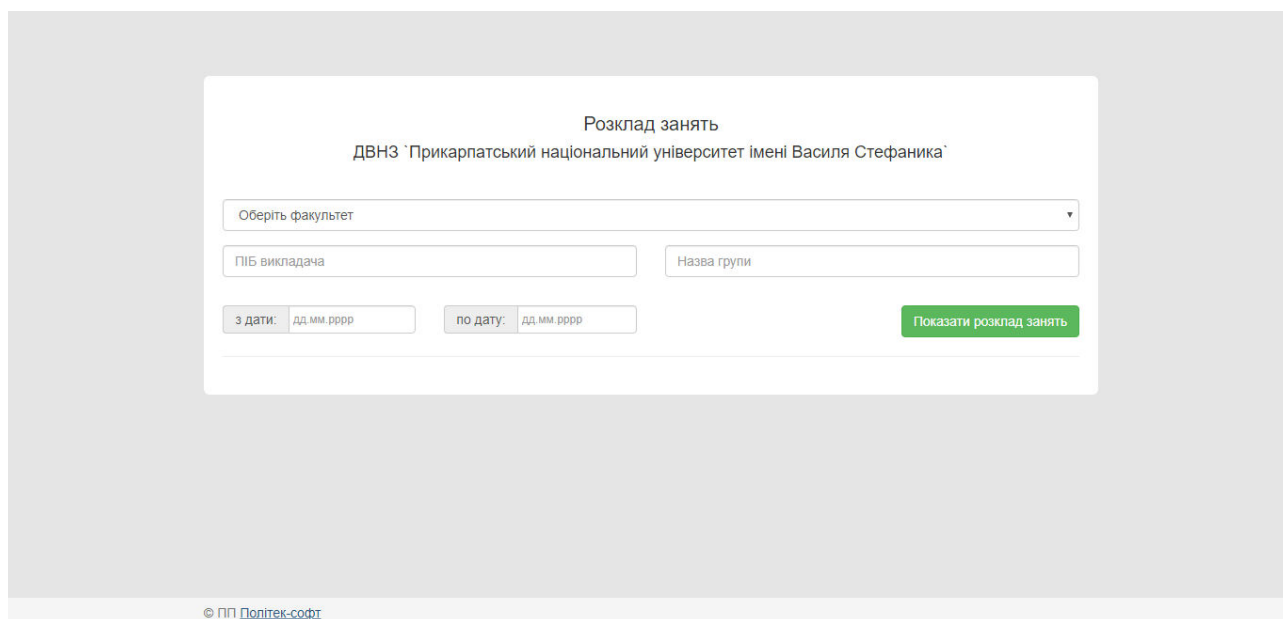 Розклад занять
ДВНЗ `Прикарпатський національний університет імені Василя Стефаника`
Оберіть факультет
ПІБ викладача Назва групи
з дати: дд.мм.рррр по дату: дд.мм.рррр Показати розклад занять
© ПП Політек-софт